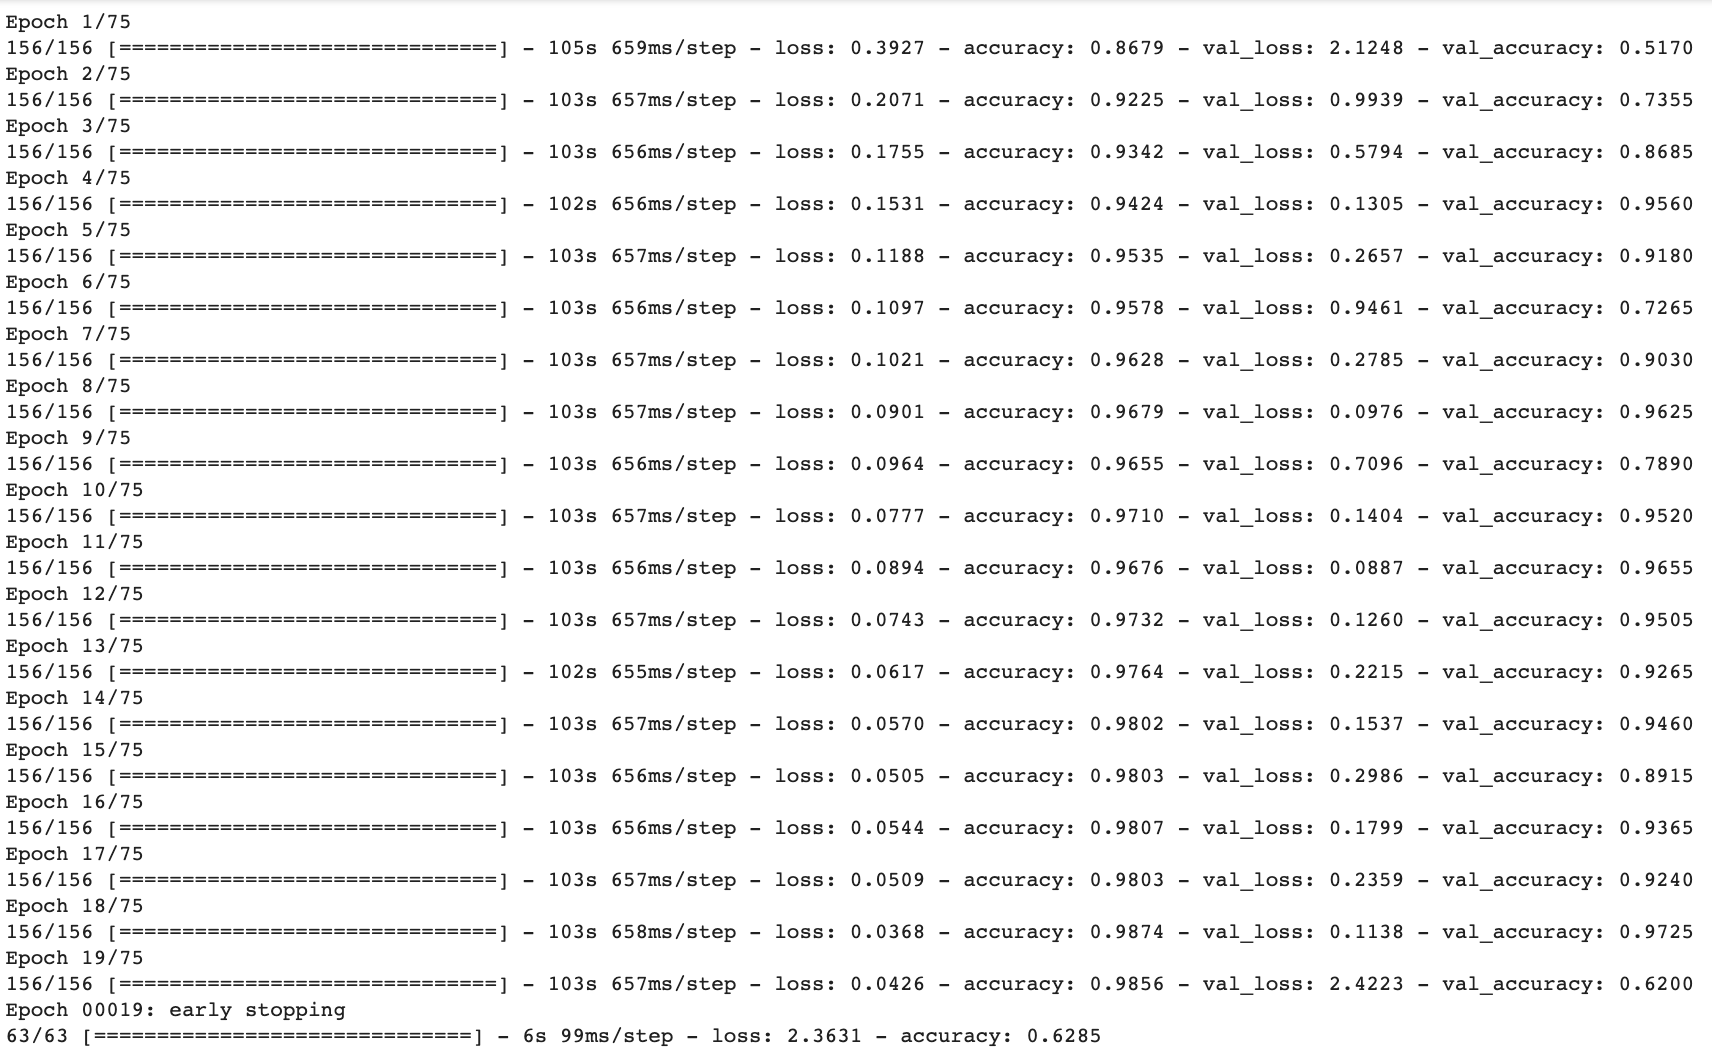 Epoch 1/75
156/156 [==============================] - 105s 659ms/step - loss: 0.3927 - accuracy: 0.8679 - val_loss: 2.1248 - val_accuracy: 0.5170
Epoch 2/75
156/156 [==============================] - 103s 657ms/step - loss: 0.2071 - accuracy: 0.9225 - val_loss: 0.9939 - val_accuracy: 0.7355
Epoch 3/75
156/156 [==============================] - 103s 656ms/step - loss: 0.1755 - accuracy: 0.9342 - val_loss: 0.5794 - val_accuracy: 0.8685
Epoch 4/75
156/156 [==============================] - 102s 656ms/step - loss: 0.1531 - accuracy: 0.9424 - val_loss: 0.1305 - val_accuracy: 0.9560
Epoch 5/75
156/156 [==============================] - 103s 657ms/step - loss: 0.1188 - accuracy: 0.9535 - val_loss: 0.2657 - val_accuracy: 0.9180
Epoch 6/75
156/156 [==============================] - 103s 656ms/step - loss: 0.1097 - accuracy: 0.9578 - val_loss: 0.9461 - val_accuracy: 0.7265
Epoch 7/75
156/156 [==============================] - 103s 657ms/step - loss: 0.1021 - accuracy: 0.9628 - val_loss: 0.2785 - val_accuracy: 0.9030
Epoch 8/75
156/156 [==============================] - 103s 657ms/step - loss: 0.0901 - accuracy: 0.9679 - val_loss: 0.0976 - val_accuracy: 0.9625
Epoch 9/75
156/156 [==============================] - 103s 656ms/step - loss: 0.0964 - accuracy: 0.9655 - val_loss: 0.7096 - val_accuracy: 0.7890
Epoch 10/75
156/156 [==============================] - 103s 657ms/step - loss: 0.0777 - accuracy: 0.9710 - val_loss: 0.1404 - val_accuracy: 0.9520
Epoch 11/75
156/156 [==============================] - 103s 656ms/step - loss: 0.0894 - accuracy: 0.9676 - val_loss: 0.0887 - val_accuracy: 0.9655
Epoch 12/75
156/156 [==============================] - 103s 657ms/step - loss: 0.0743 - accuracy: 0.9732 - val_loss: 0.1260 - val_accuracy: 0.9505
Epoch 13/75
156/156 [==============================] - 102s 655ms/step - loss: 0.0617 - accuracy: 0.9764 - val_loss: 0.2215 - val_accuracy: 0.9265
Epoch 14/75
156/156 [==============================] - 103s 657ms/step - loss: 0.0570 - accuracy: 0.9802 - val_loss: 0.1537 - val_accuracy: 0.9460
Epoch 15/75
156/156 [==============================] - 103s 656ms/step - loss: 0.0505 - accuracy: 0.9803 - val_loss: 0.2986 - val_accuracy: 0.8915
Epoch 16/75
156/156 [==============================] - 103s 656ms/step - loss: 0.0544 - accuracy: 0.9807 - val_loss: 0.1799 - val_accuracy: 0.9365
Epoch 17/75
156/156 [==============================] - 103s 657ms/step - loss: 0.0509 - accuracy: 0.9803 - val_loss: 0.2359 - val_accuracy: 0.9240
Epoch 18/75
156/156 [==============================] - 103s 658ms/step - loss: 0.0368 - accuracy: 0.9874 - val_loss: 0.1138 - val_accuracy: 0.9725
Epoch 19/75
156/156 [==============================] - 103s 657ms/step - loss: 0.0426 - accuracy: 0.9856 - val_loss: 2.4223 - val_accuracy: 0.6200
Epoch 00019: early stopping
63/63 [==============================] - 6s 99ms/step - loss: 2.3631 - accuracy: 0.6285